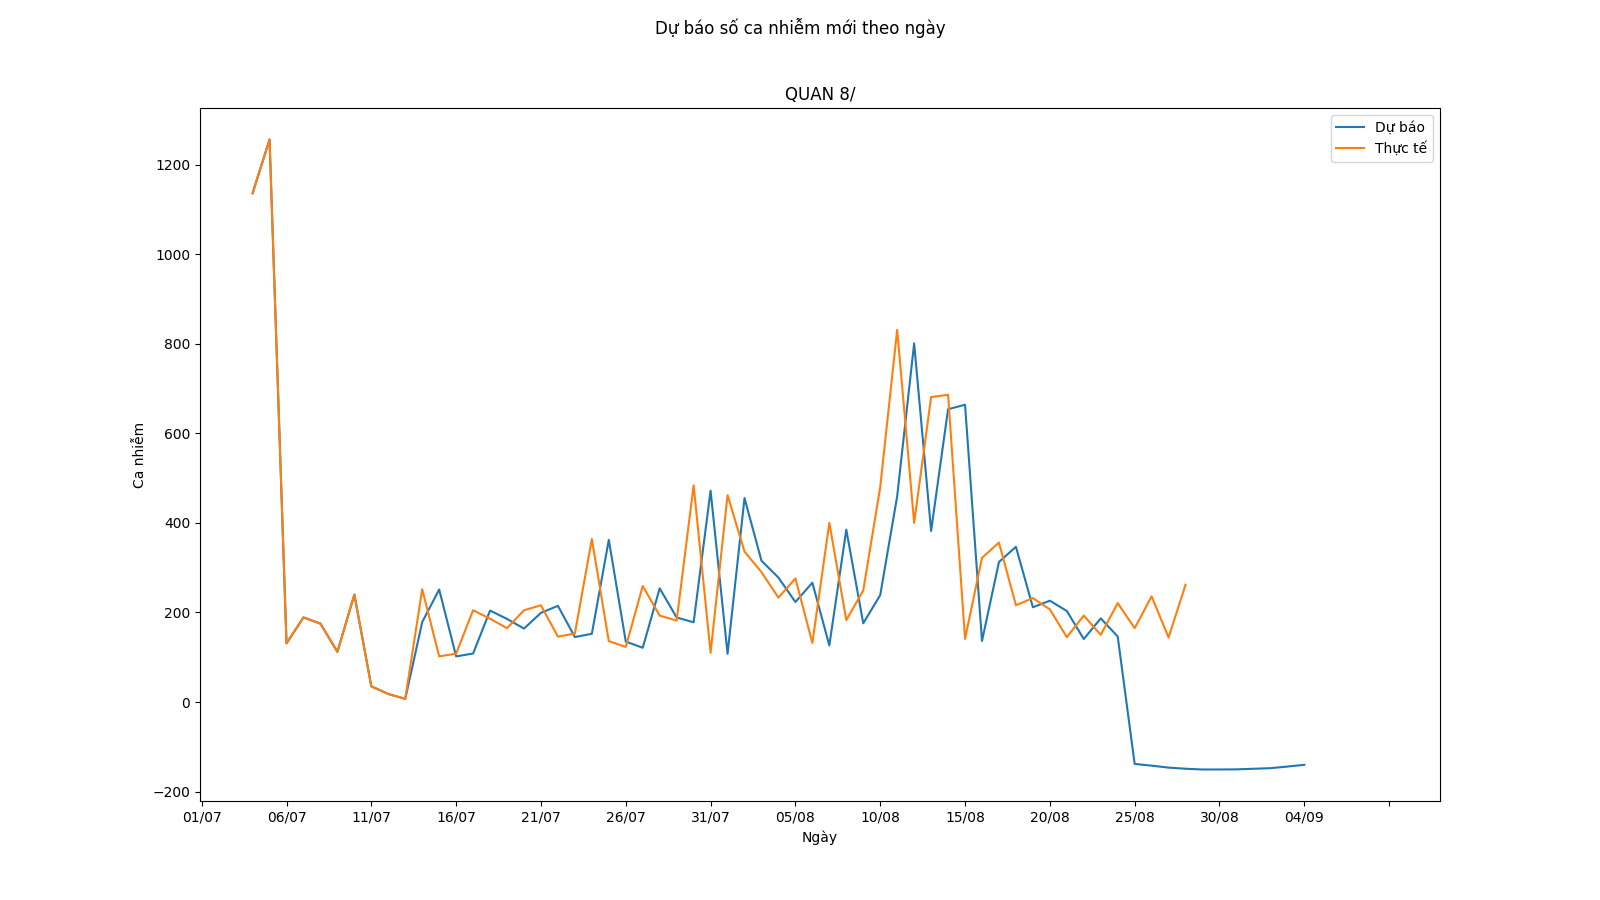 Dự báo số ca nhiễm mới theo ngày
QUAN 8/
Dự báo
Thực tế
1200
1000
800
600
400
200
0
−200
Ca nhiễm
01/07 06/07 11/07 16/07 21/07 26/07 31/07 05/08 10/08 15/08 20/08 25/08 30/08 04/09
Ngày